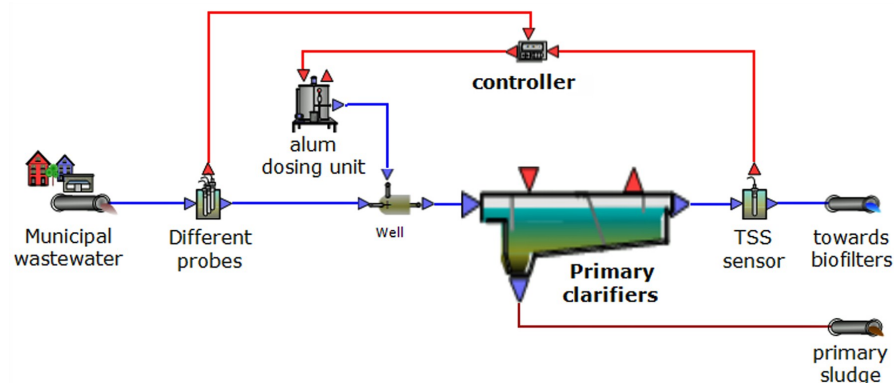 controller
alum
dosing unit
Municipal
wastewater
Different
probes
Well
Primary
clarifiers
TSS
sensor
towards
biofilters
primary
sludge